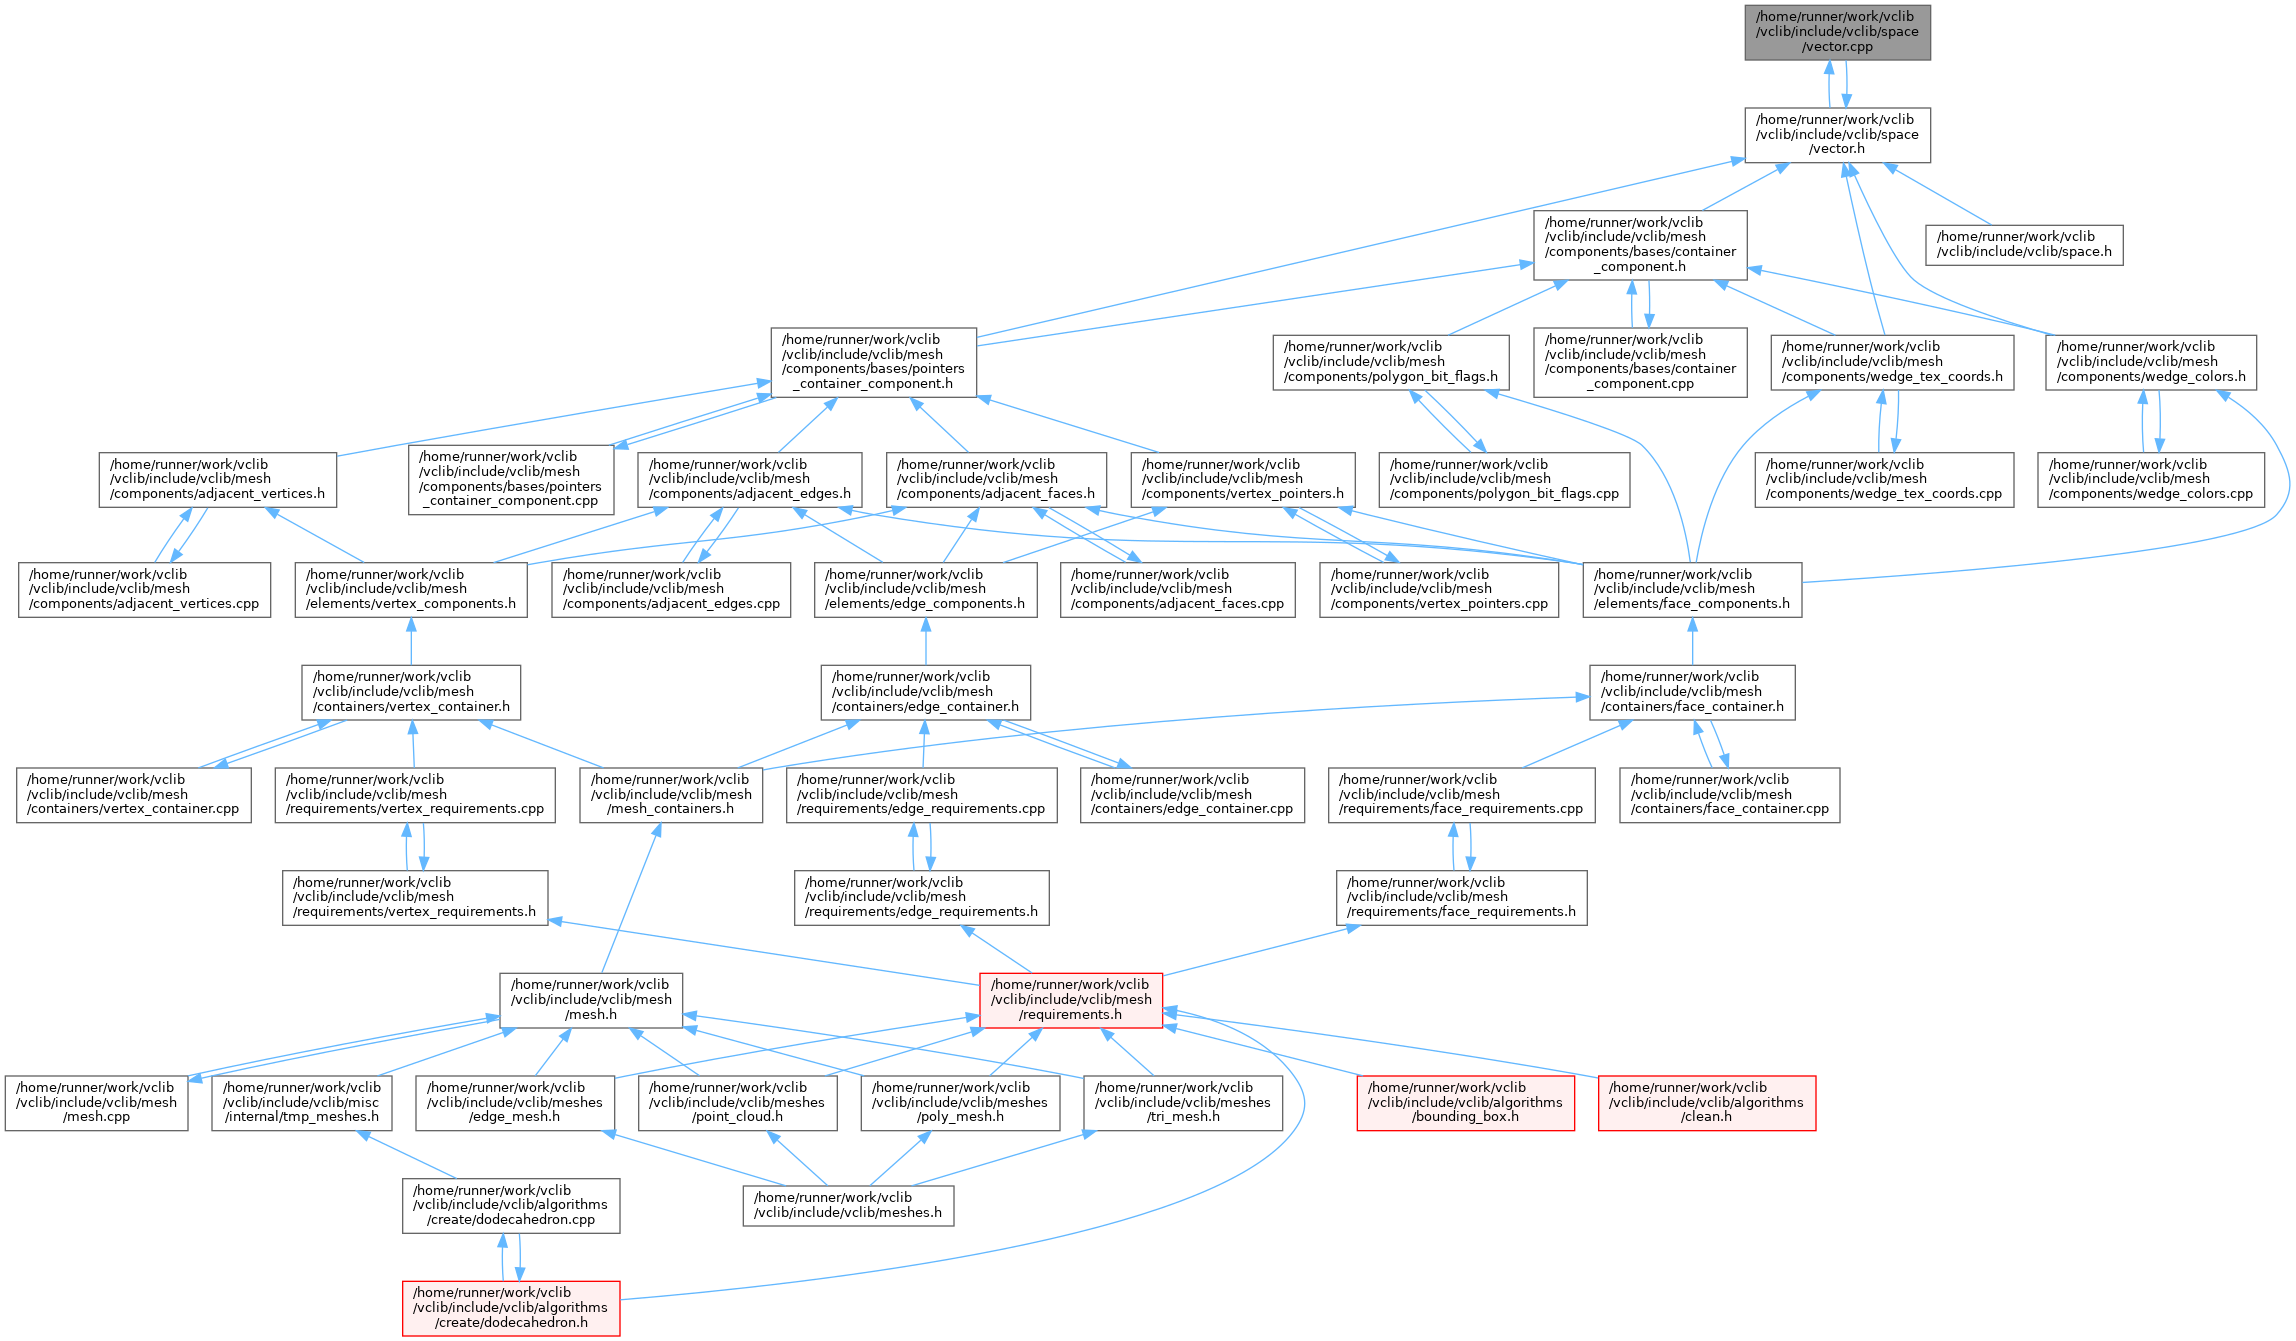 /home/runner/work/vclib
/vclib/include/vclib/space
/vector.cpp
/home/runner/work/vclib
/vclib/include/vclib/space
/vector.h
/home/runner/work/vclib
/vclib/include/vclib/mesh
/components/bases/container
_component.h
/home/runner/work/vclib
/vclib/include/vclib/space.h
/home/runner/work/vclib
/vclib/include/vclib/mesh
/components/bases/pointers
_container_component.h
/home/runner/work/vclib
/vclib/include/vclib/mesh
/components/polygon_bit_flags.h
/home/runner/work/vclib
/vclib/include/vclib/mesh
/components/bases/container
_component.cpp
/home/runner/work/vclib
/vclib/include/vclib/mesh
/components/wedge_tex_coords.h
/home/runner/work/vclib
/vclib/include/vclib/mesh
/components/wedge_colors.h
/home/runner/work/vclib
/vclib/include/vclib/mesh
/components/adjacent_vertices.h
/home/runner/work/vclib
/vclib/include/vclib/mesh
/components/bases/pointers
_container_component.cpp
/home/runner/work/vclib
/vclib/include/vclib/mesh
/components/adjacent_edges.h
/home/runner/work/vclib
/vclib/include/vclib/mesh
/components/adjacent_faces.h
/home/runner/work/vclib
/vclib/include/vclib/mesh
/components/vertex_pointers.h
/home/runner/work/vclib
/vclib/include/vclib/mesh
/components/polygon_bit_flags.cpp
/home/runner/work/vclib
/vclib/include/vclib/mesh
/components/wedge_tex_coords.cpp
/home/runner/work/vclib
/vclib/include/vclib/mesh
/components/wedge_colors.cpp
/home/runner/work/vclib
/vclib/include/vclib/mesh
/components/adjacent_vertices.cpp
/home/runner/work/vclib
/vclib/include/vclib/mesh
/elements/vertex_components.h
/home/runner/work/vclib
/vclib/include/vclib/mesh
/components/adjacent_edges.cpp
/home/runner/work/vclib
/vclib/include/vclib/mesh
/elements/edge_components.h
/home/runner/work/vclib
/vclib/include/vclib/mesh
/components/adjacent_faces.cpp
/home/runner/work/vclib
/vclib/include/vclib/mesh
/components/vertex_pointers.cpp
/home/runner/work/vclib
/vclib/include/vclib/mesh
/elements/face_components.h
/home/runner/work/vclib
/vclib/include/vclib/mesh
/containers/vertex_container.h
/home/runner/work/vclib
/vclib/include/vclib/mesh
/containers/edge_container.h
/home/runner/work/vclib
/vclib/include/vclib/mesh
/containers/face_container.h
/home/runner/work/vclib
/vclib/include/vclib/mesh
/containers/vertex_container.cpp
/home/runner/work/vclib
/vclib/include/vclib/mesh
/requirements/vertex_requirements.cpp
/home/runner/work/vclib
/vclib/include/vclib/mesh
/mesh_containers.h
/home/runner/work/vclib
/vclib/include/vclib/mesh
/requirements/edge_requirements.cpp
/home/runner/work/vclib
/vclib/include/vclib/mesh
/containers/edge_container.cpp
/home/runner/work/vclib
/vclib/include/vclib/mesh
/requirements/face_requirements.cpp
/home/runner/work/vclib
/vclib/include/vclib/mesh
/containers/face_container.cpp
/home/runner/work/vclib
/vclib/include/vclib/mesh
/requirements/vertex_requirements.h
/home/runner/work/vclib
/vclib/include/vclib/mesh
/requirements/edge_requirements.h
/home/runner/work/vclib
/vclib/include/vclib/mesh
/requirements/face_requirements.h
/home/runner/work/vclib
/vclib/include/vclib/mesh
/mesh.h
/home/runner/work/vclib
/vclib/include/vclib/mesh
/requirements.h
/home/runner/work/vclib
/vclib/include/vclib/mesh
/mesh.cpp
/home/runner/work/vclib
/vclib/include/vclib/misc
/internal/tmp_meshes.h
/home/runner/work/vclib
/vclib/include/vclib/meshes
/edge_mesh.h
/home/runner/work/vclib
/vclib/include/vclib/meshes
/point_cloud.h
/home/runner/work/vclib
/vclib/include/vclib/meshes
/poly_mesh.h
/home/runner/work/vclib
/vclib/include/vclib/meshes
/tri_mesh.h
/home/runner/work/vclib
/vclib/include/vclib/algorithms
/bounding_box.h
/home/runner/work/vclib
/vclib/include/vclib/algorithms
/clean.h
/home/runner/work/vclib
/vclib/include/vclib/algorithms
/create/dodecahedron.cpp
/home/runner/work/vclib
/vclib/include/vclib/meshes.h
/home/runner/work/vclib
/vclib/include/vclib/algorithms
/create/dodecahedron.h